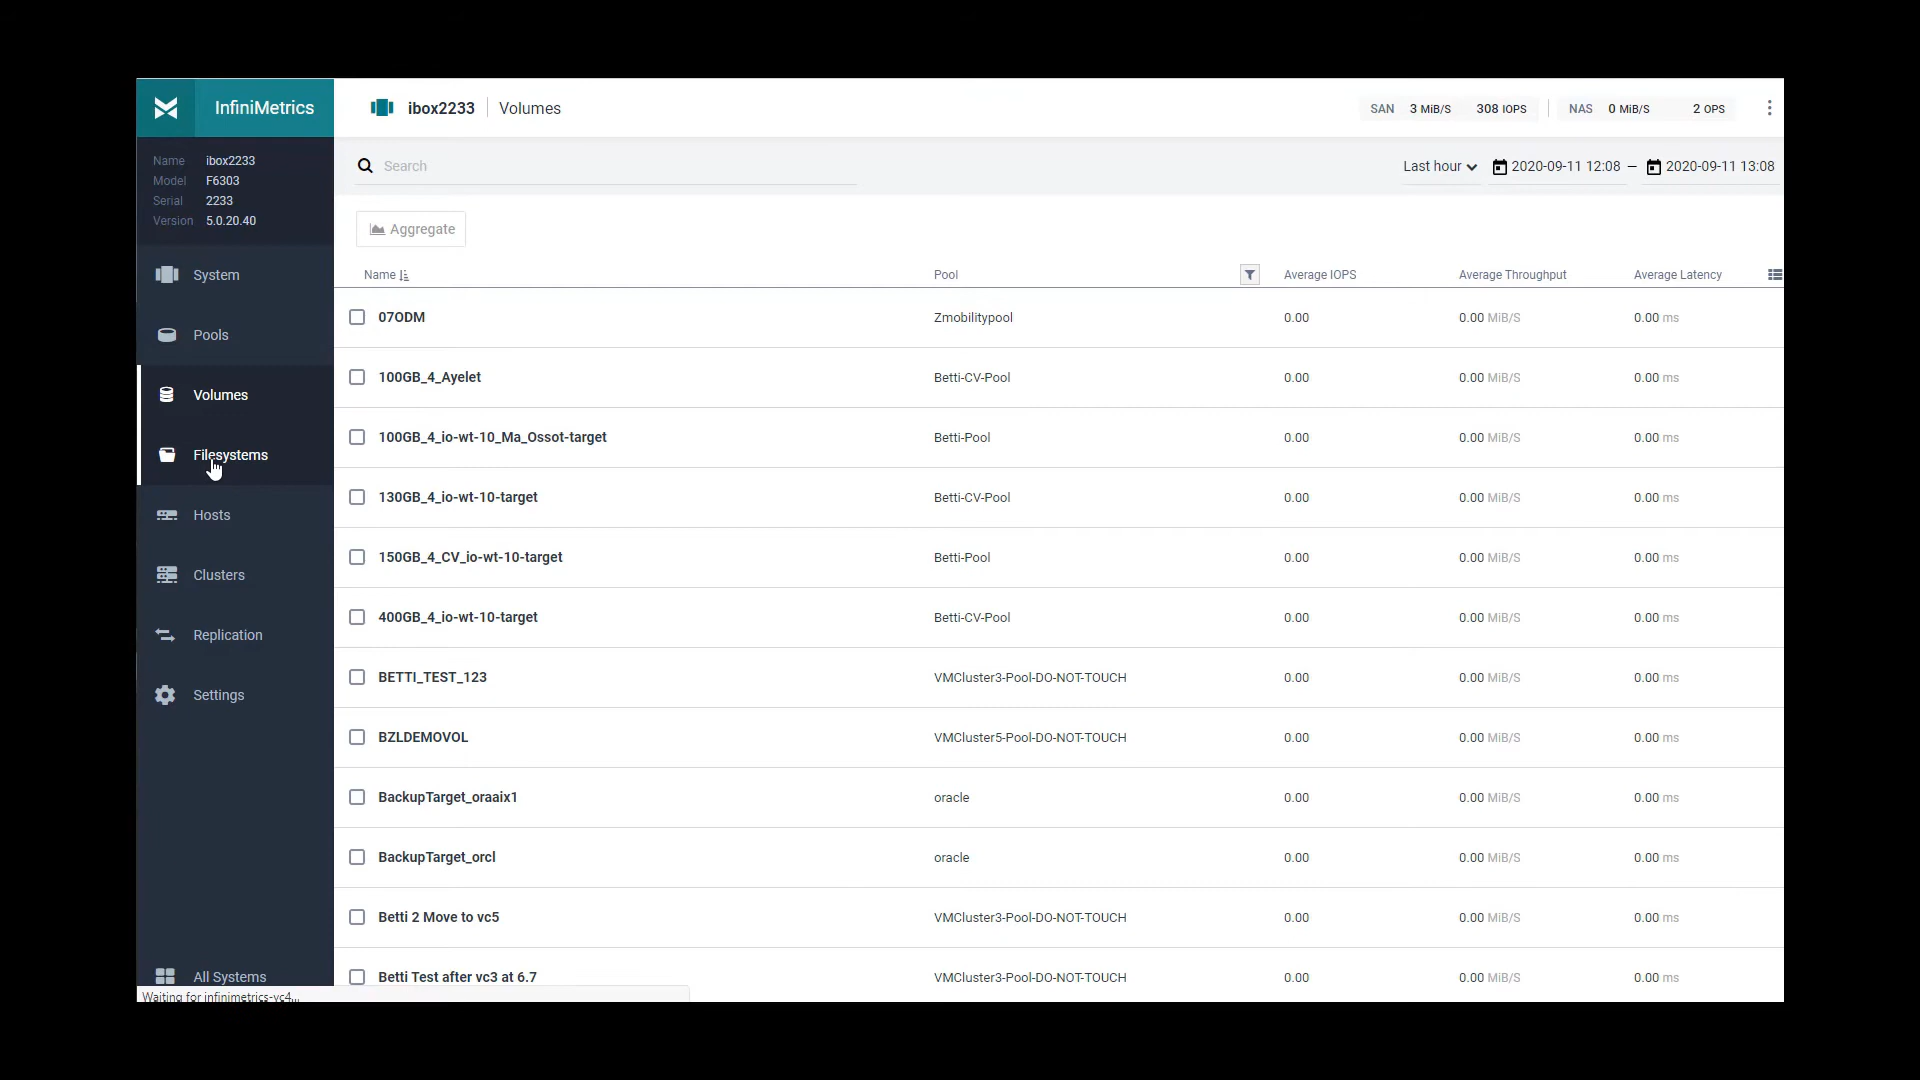 InfiniMetrics
ibox2233 Volumes
SAN 3 MiB/S 308 IOPS NAS 0 MiB/S 2 OPS
Name ibox2233
Model F6303
Serial 2233
Version 5.0.20.40
Search
Last hour 2020-09-11 12:08 – 2020-09-11 13:08
Aggregate
System
Pools
Volumes
Filesystems
Hosts
Clusters
Replication
Settings
All Systems
Waiting for infinimetrics-vc4...
Name Pool Average IOPS Average Throughput Average Latency
07ODM Zmobilitypool 0.00 0.00 MiB/S 0.00 ms
100GB_4_Ayelet Betti-CV-Pool 0.00 0.00 MiB/S 0.00 ms
100GB_4_io-wt-10_Ma_Ossot-target Betti-Pool 0.00 0.00 MiB/S 0.00 ms
130GB_4_io-wt-10-target Betti-CV-Pool 0.00 0.00 MiB/S 0.00 ms
150GB_4_CV_io-wt-10-target Betti-Pool 0.00 0.00 MiB/S 0.00 ms
400GB_4_io-wt-10-target Betti-CV-Pool 0.00 0.00 MiB/S 0.00 ms
BETTI_TEST_123 VMCluster3-Pool-DO-NOT-TOUCH 0.00 0.00 MiB/S 0.00 ms
BZLDEMOVOL VMCluster5-Pool-DO-NOT-TOUCH 0.00 0.00 MiB/S 0.00 ms
BackupTarget_oraaix1 oracle 0.00 0.00 MiB/S 0.00 ms
BackupTarget_orcl oracle 0.00 0.00 MiB/S 0.00 ms
Betti 2 Move to vc5 VMCluster3-Pool-DO-NOT-TOUCH 0.00 0.00 MiB/S 0.00 ms
Betti Test after vc3 at 6.7 VMCluster3-Pool-DO-NOT-TOUCH 0.00 0.00 MiB/S 0.00 ms